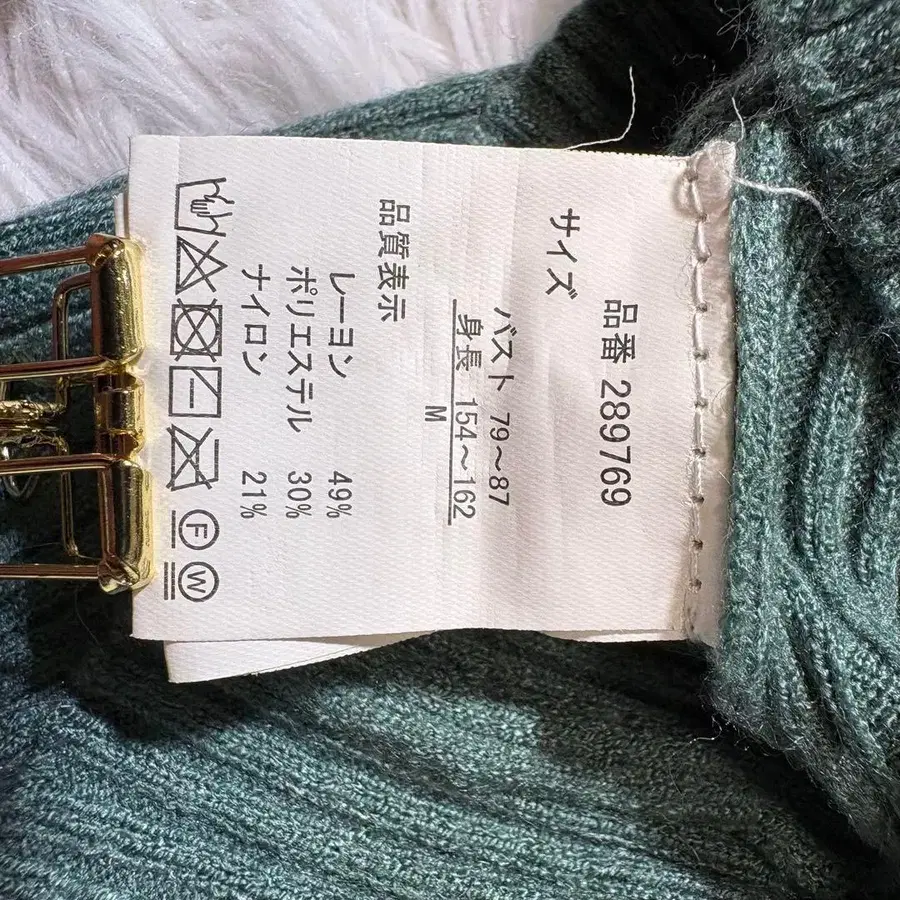 品番 289769
サイズ
バスト 79～87
身長 154～162
M
品質表示
レーヨン 49%
ポリエステル 30%
ナイロン 21%
F W